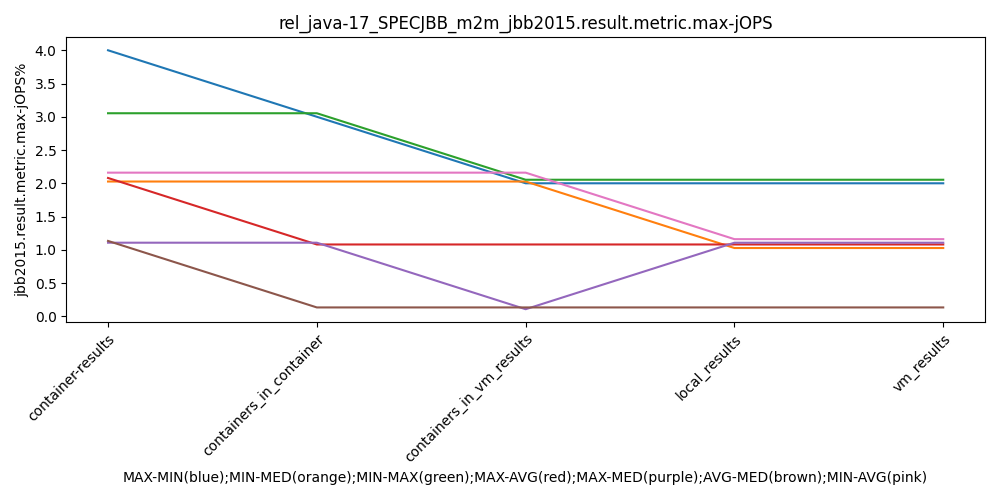 rel_java-17_SPECJBB_m2m_jbb2015.result.metric.max-jOPS
jbb2015.result.metric.max-jOPS%
4.0
3.5
3.0
2.5
2.0
1.5
1.0
0.5
0.0
container-results
containers_in_container
containers_in_vm_results
local_results
vm_results
MAX-MIN(blue);MIN-MED(orange);MIN-MAX(green);MAX-AVG(red);MAX-MED(purple);AVG-MED(brown);MIN-AVG(pink)